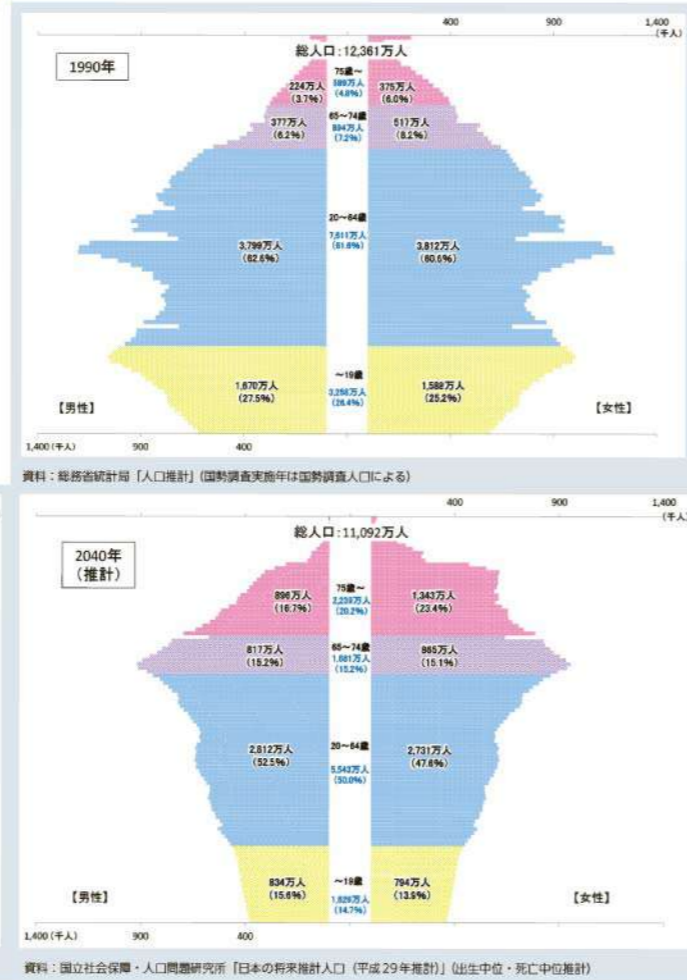 400 900 1,400
(千人)
総人口：12,361万人
1990年
75歳～
599万人
(4.8%)
224万人
(3.7%)
375万人
(6.0%)
65～74歳
894万人
(7.2%)
377万人
(6.2%)
517万人
(8.2%)
20～64歳
7,611万人
(61.6%)
3,799万人
(62.6%)
3,812万人
(60.6%)
～19歳
3,258万人
(26.4%)
1,670万人
(27.5%)
1,588万人
(25.2%)
【男性】
【女性】
1,400 (千人) 900 400
資料：総務省統計局「人口推計」（国勢調査実施年は国勢調査人口による）
400 900 1,400
(千人)
総人口：11,092万人
2040年
（推計）
75歳～
2,239万人
(20.2%)
896万人
(16.7%)
1,343万人
(23.4%)
65～74歳
1,681万人
(15.2%)
817万人
(15.2%)
865万人
(15.1%)
20～64歳
5,543万人
(50.0%)
2,812万人
(52.5%)
2,731万人
(47.6%)
～19歳
1,629万人
(14.7%)
834万人
(15.6%)
794万人
(13.9%)
【男性】
【女性】
1,400 (千人) 900 400
資料：国立社会保障・人口問題研究所「日本の将来推計人口（平成29年推計）」（出生中位・死亡中位推計）